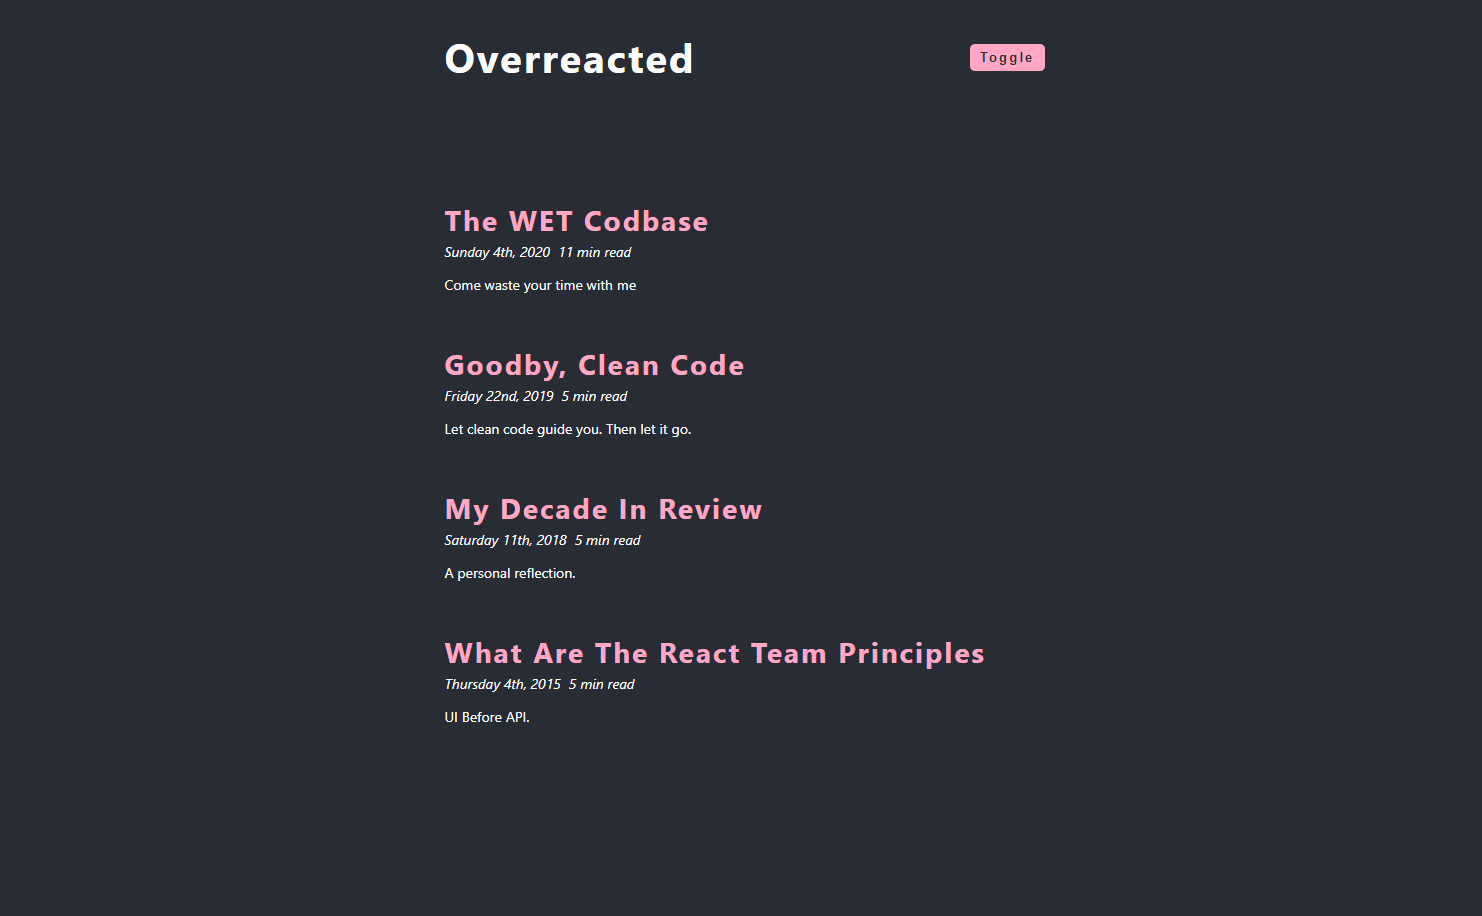 Overreacted
Toggle
The WET Codbase
Sunday 4th, 2020 11 min read
Come waste your time with me
Goodby, Clean Code
Friday 22nd, 2019 5 min read
Let clean code guide you. Then let it go.
My Decade In Review
Saturday 11th, 2018 5 min read
A personal reflection.
What Are The React Team Principles
Thursday 4th, 2015 5 min read
UI Before API.